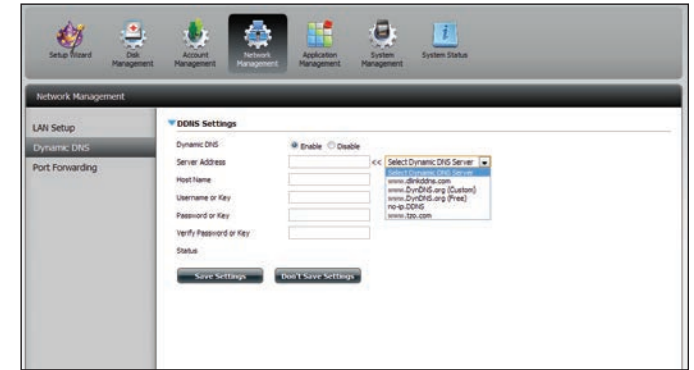 Setup Wizard
Disk Management
Account Management
Network Management
Application Management
System Management
System Status
Network Management
LAN Setup
Dynamic DNS
Port Forwarding
DDNS Settings
Dynamic DNS Enable Disable
Server Address << Select Dynamic DNS Server
Select Dynamic DNS Server
www.dlinkddns.com
www.DynDNS.org (Custom)
www.DynDNS.org (Free)
no-ip.DDNS
www.tzo.com
Host Name
Username or Key
Password or Key
Verify Password or Key
Status
Save Settings Don't Save Settings